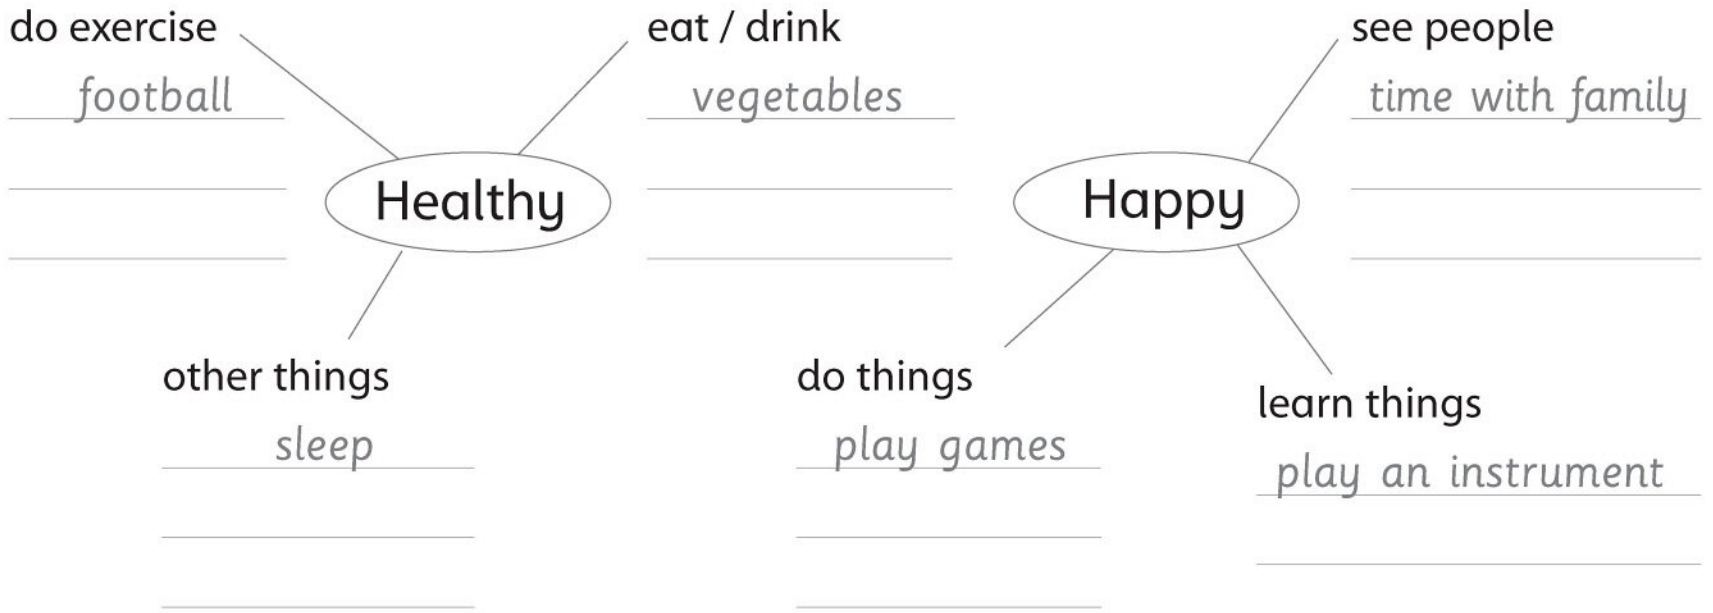 do exercise
football
eat / drink
vegetables
Healthy
other things
sleep
see people
time with family
Happy
do things
play games
learn things
play an instrument